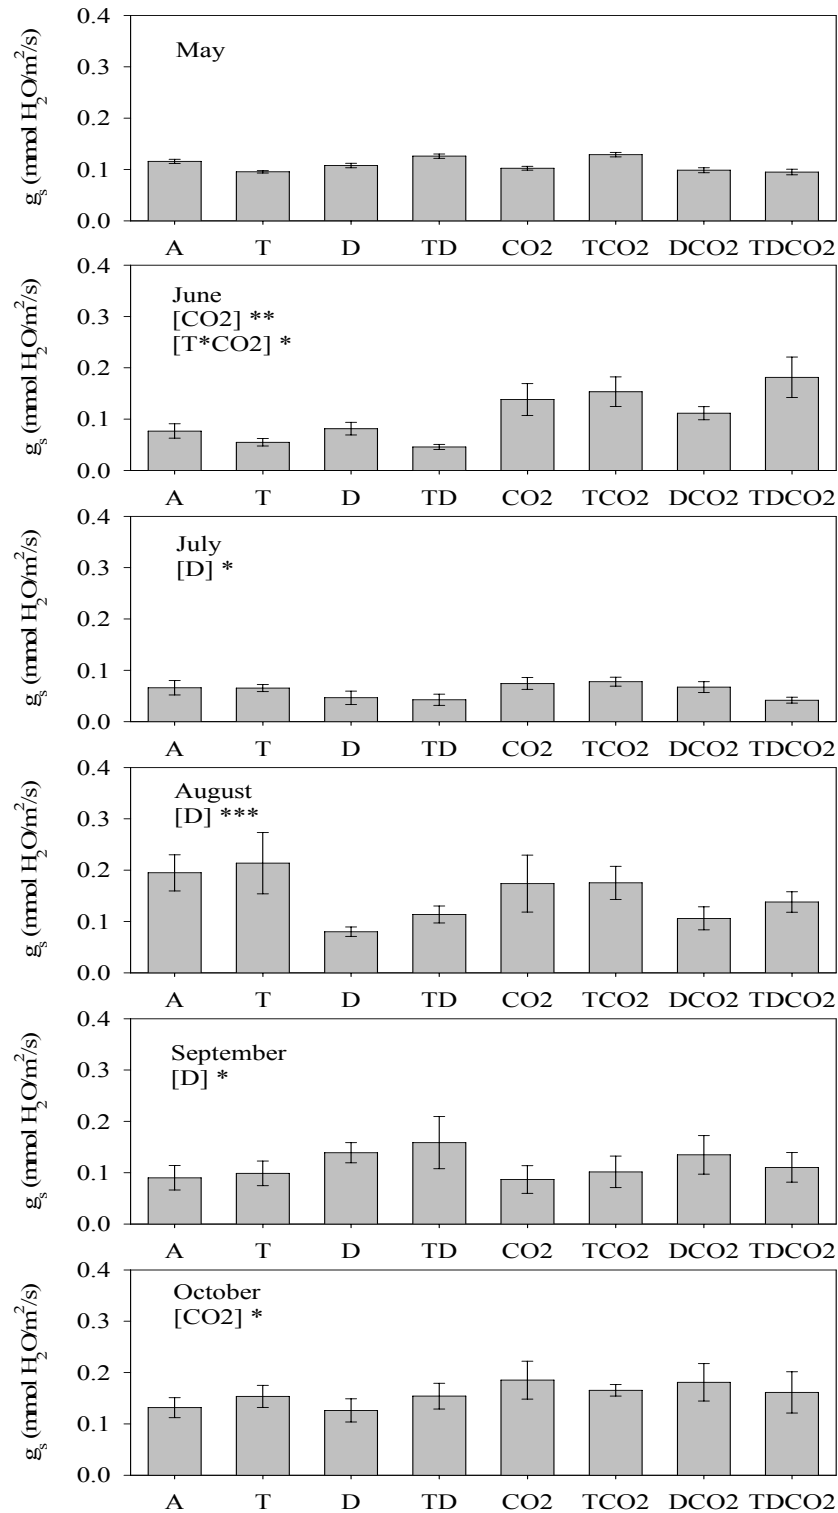 0.4
May
0.3
0.2
0.1
0.0
gs (mmol H2O/m2/s)
A T D TD CO2 TCO2 DCO2 TDCO2
0.4
June
[CO2] **
0.3
[T*CO2] *
0.2
0.1
0.0
gs (mmol H2O/m2/s)
A T D TD CO2 TCO2 DCO2 TDCO2
0.4
July
[D] *
0.3
0.2
0.1
0.0
gs (mmol H2O/m2/s)
A T D TD CO2 TCO2 DCO2 TDCO2
0.4
August
[D] ***
0.3
0.2
0.1
0.0
gs (mmol H2O/m2/s)
A T D TD CO2 TCO2 DCO2 TDCO2
0.4
September
[D] *
0.3
0.2
0.1
0.0
gs (mmol H2O/m2/s)
A T D TD CO2 TCO2 DCO2 TDCO2
0.4
October
[CO2] *
0.3
0.2
0.1
0.0
gs (mmol H2O/m2/s)
A T D TD CO2 TCO2 DCO2 TDCO2